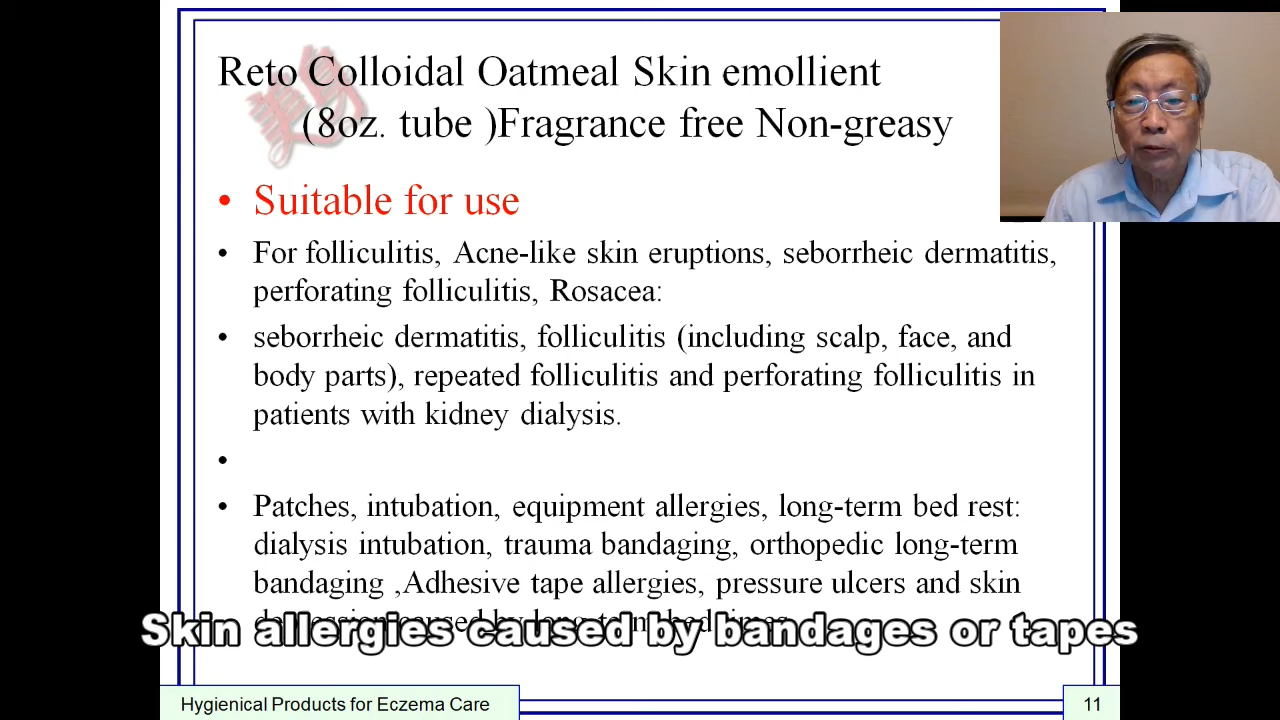 Reto Colloidal Oatmeal Skin emollient
(8oz. tube )Fragrance free Non-greasy
• Suitable for use
• For folliculitis, Acne-like skin eruptions, seborrheic dermatitis,
perforating folliculitis, Rosacea:
• seborrheic dermatitis, folliculitis (including scalp, face, and
body parts), repeated folliculitis and perforating folliculitis in
patients with kidney dialysis.
•
• Patches, intubation, equipment allergies, long-term bed rest:
dialysis intubation, trauma bandaging, orthopedic long-term
bandaging ,Adhesive tape allergies, pressure ulcers and skin
caused by
Skin allergies caused by bandages or tapes
Hygienical Products for Eczema Care
11